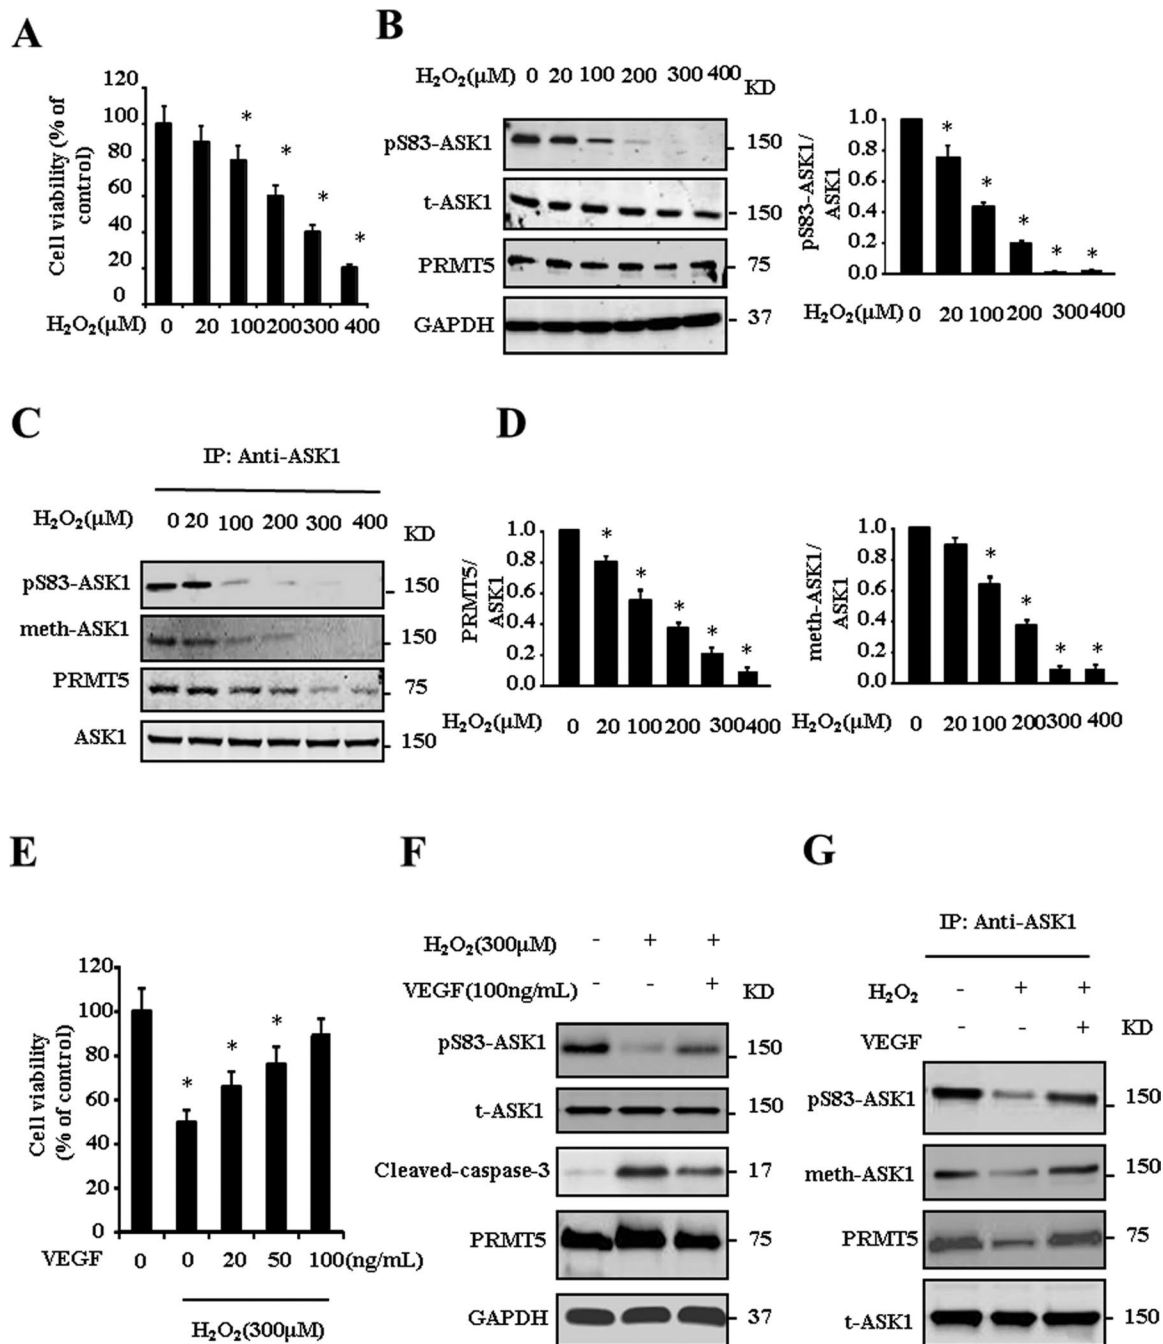 A
Cell viability (% of
control)
120
100
80
60
40
20
0
* * * *
H₂O₂(μM) 0 20 100 200 300 400
B
H₂O₂(μM) 0 20 100 200 300 400 KD
pS83-ASK1 150
t-ASK1 150
PRMT5 75
GAPDH 37
pS83-ASK1/
ASK1
1.0
0.8
0.6
0.4
0.2
0.0
* * * * *
H₂O₂(μM) 0 20 100 200 300 400
C
IP: Anti-ASK1
H₂O₂(μM) 0 20 100 200 300 400 KD
pS83-ASK1 150
meth-ASK1 150
PRMT5 75
ASK1 150
D
PRMT5/
ASK1
1.0
0.8
0.6
0.4
0.2
0.0
* * * * *
H₂O₂(μM) 0 20 100 200 300 400
meth-ASK1/
ASK1
1.0
0.8
0.6
0.4
0.2
0.0
* * * *
H₂O₂(μM) 0 20 100 200 300 400
E
Cell viability
(% of control)
120
100
80
60
40
20
0
* * *
VEGF 0 0 20 50 100(ng/mL)
H₂O₂(300μM)
F
H₂O₂(300μM) - + +
VEGF(100ng/mL) - - + KD
pS83-ASK1 150
t-ASK1 150
Cleaved-caspase-3 17
PRMT5 75
GAPDH 37
G
IP: Anti-ASK1
H₂O₂ - + +
VEGF - - + KD
pS83-ASK1 150
meth-ASK1 150
PRMT5 75
t-ASK1 150